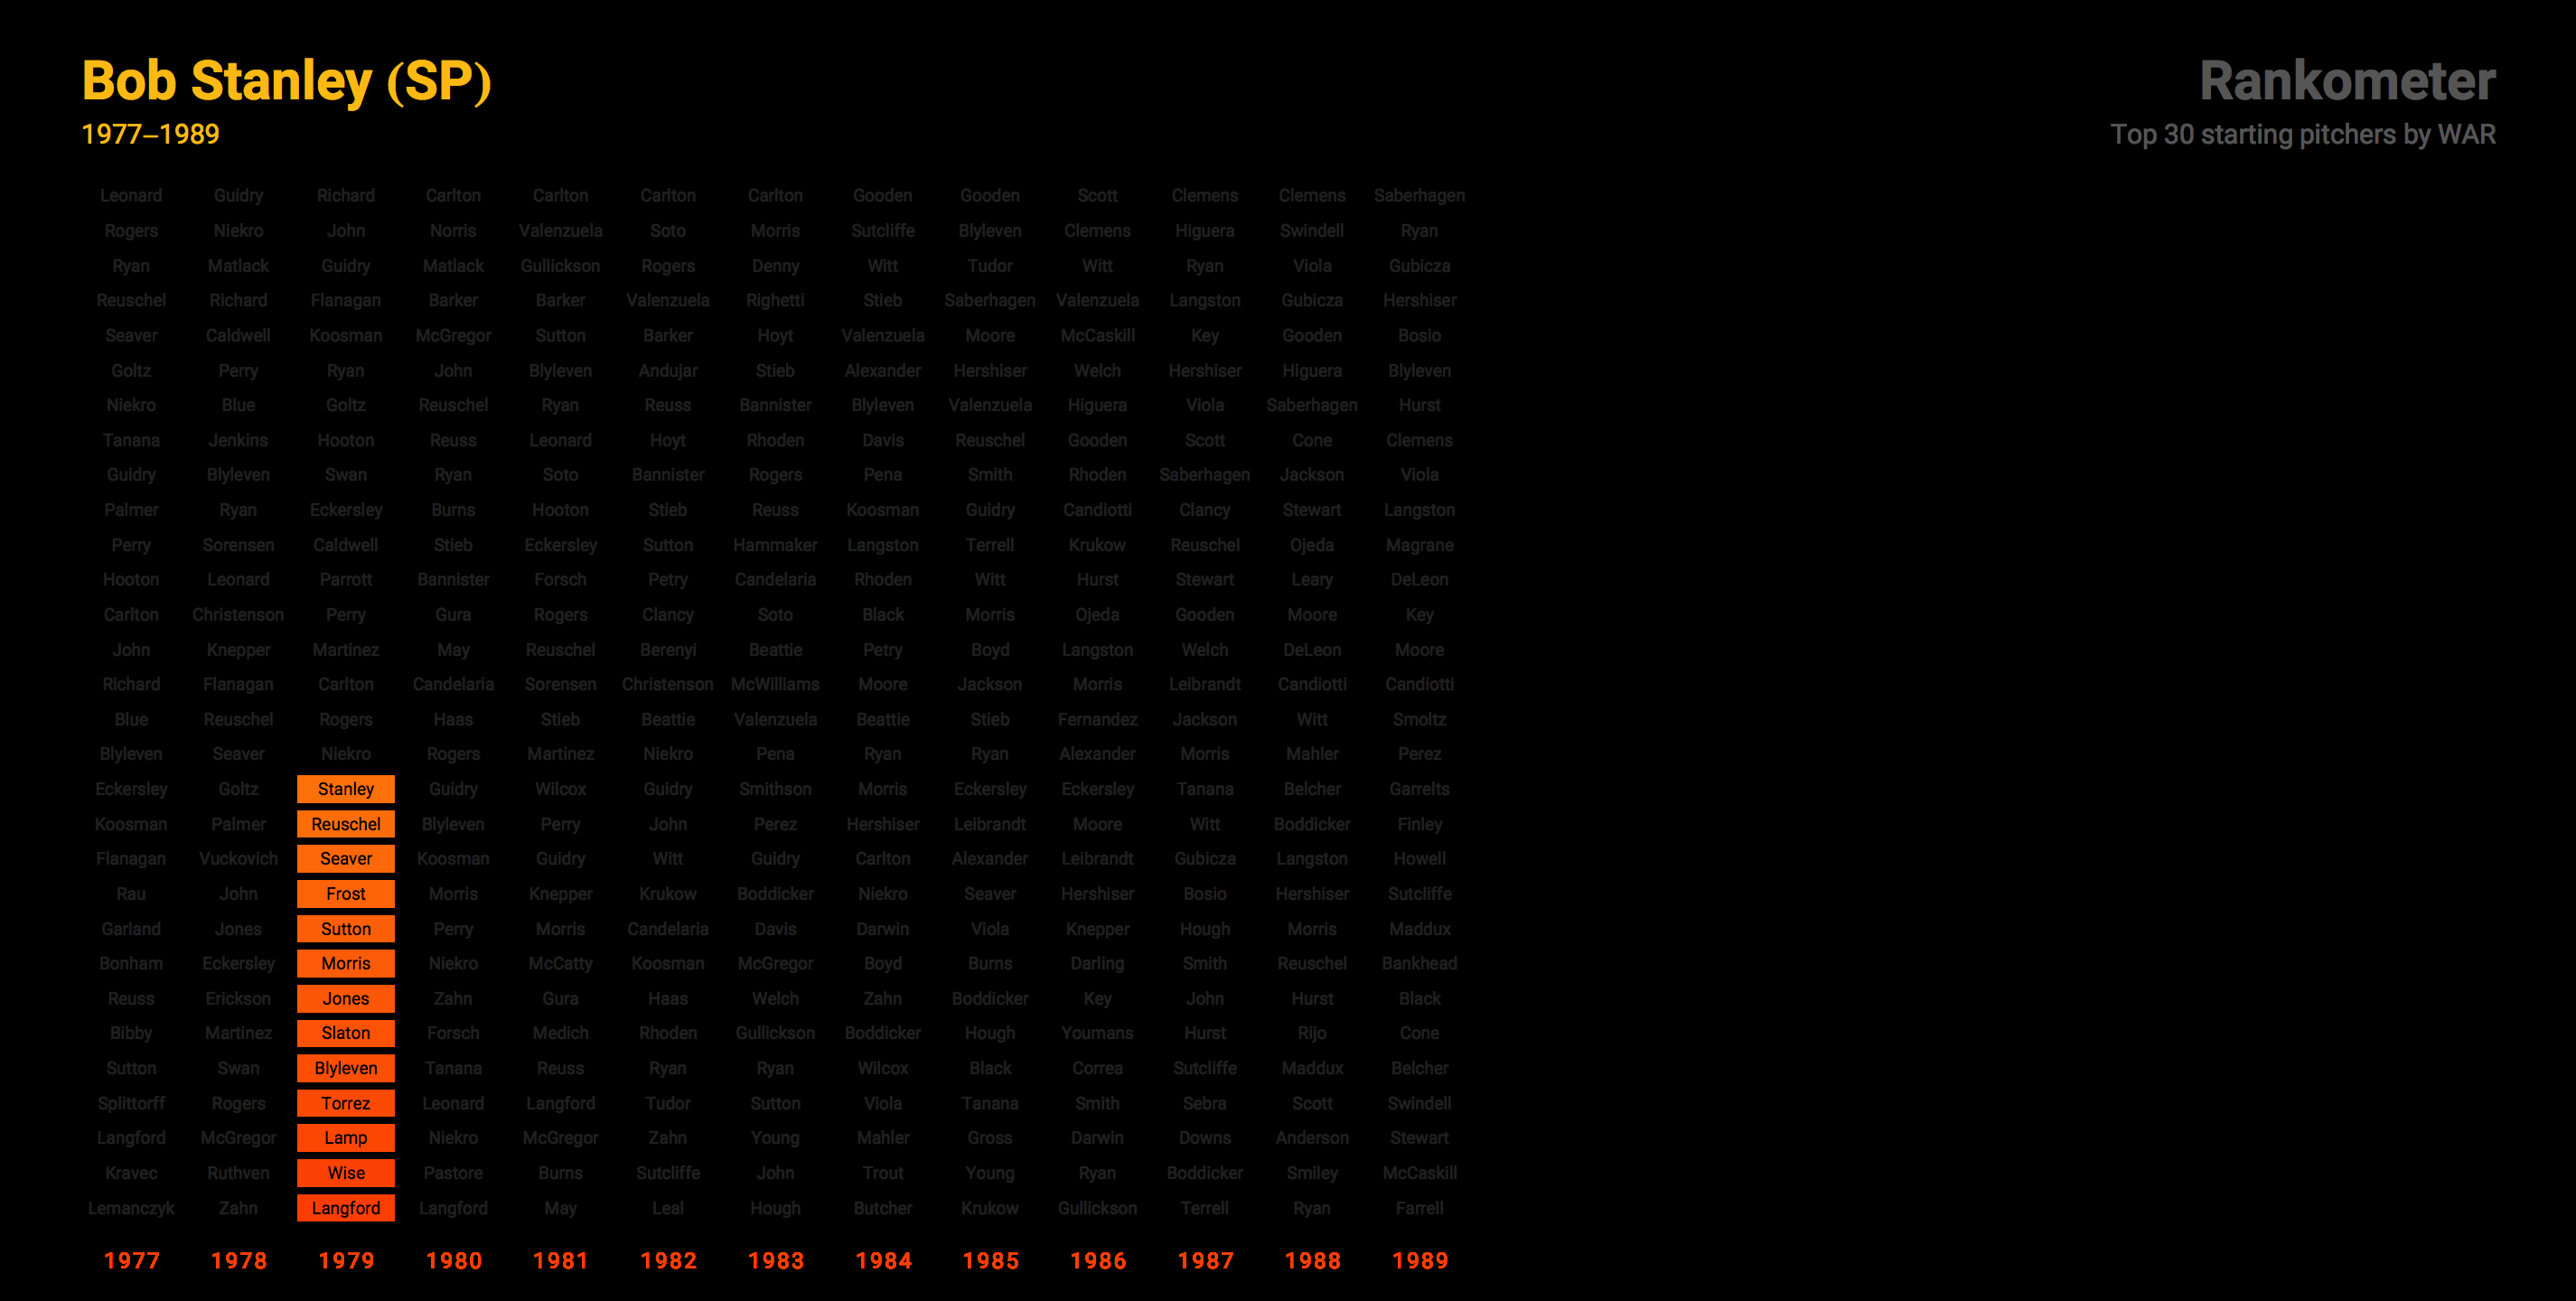 Bob Stanley (SP)
1977–1989
Rankometer
Top 30 starting pitchers by WAR
Leonard Guidry Richard Carlton Carlton Carlton Carlton Gooden Gooden Scott Clemens Clemens Saberhagen
Rogers Niekro John Norris Valenzuela Soto Morris Sutcliffe Blyleven Clemens Higuera Swindell Ryan
Ryan Matlack Guidry Matlack Gullickson Rogers Denny Witt Tudor Witt Ryan Viola Gubicza
Reuschel Richard Flanagan Barker Barker Valenzuela Righetti Stieb Saberhagen Valenzuela Langston Gubicza Hershiser
Seaver Caldwell Koosman McGregor Sutton Barker Hoyt Valenzuela Moore McCaskill Key Gooden Bosio
Goltz Perry Ryan John Blyleven Andujar Stieb Alexander Hershiser Welch Hershiser Higuera Blyleven
Niekro Blue Goltz Reuschel Ryan Reuss Bannister Blyleven Valenzuela Higuera Viola Saberhagen Hurst
Tanana Jenkins Hooton Reuss Leonard Hoyt Rhoden Davis Reuschel Gooden Scott Cone Clemens
Guidry Blyleven Swan Ryan Soto Bannister Rogers Pena Smith Rhoden Saberhagen Jackson Viola
Palmer Ryan Eckersley Burns Hooton Stieb Reuss Koosman Guidry Candiotti Clancy Stewart Langston
Perry Sorensen Caldwell Stieb Eckersley Sutton Hammaker Langston Terrell Krukow Reuschel Ojeda Magrane
Hooton Leonard Parrott Bannister Forsch Petry Candelaria Rhoden Witt Hurst Stewart Leary DeLeon
Carlton Christenson Perry Gura Rogers Clancy Soto Black Morris Ojeda Gooden Moore Key
John Knepper Martinez May Reuschel Berenyi Beattie Petry Boyd Langston Welch DeLeon Moore
Richard Flanagan Carlton Candelaria Sorensen Christenson McWilliams Moore Jackson Morris Leibrandt Candiotti Candiotti
Blue Reuschel Rogers Haas Stieb Beattie Valenzuela Beattie Stieb Fernandez Jackson Witt Smoltz
Blyleven Seaver Niekro Rogers Martinez Niekro Pena Ryan Ryan Alexander Morris Mahler Perez
Eckersley Goltz Stanley Guidry Wilcox Guidry Smithson Morris Eckersley Eckersley Tanana Belcher Garrelts
Koosman Palmer Reuschel Blyleven Perry John Perez Hershiser Leibrandt Moore Witt Boddicker Finley
Flanagan Vuckovich Seaver Koosman Guidry Witt Guidry Carlton Alexander Leibrandt Gubicza Langston Howell
Rau John Frost Morris Knepper Krukow Boddicker Niekro Seaver Hershiser Bosio Hershiser Sutcliffe
Garland Jones Sutton Perry Morris Candelaria Davis Darwin Viola Knepper Hough Morris Maddux
Bonham Eckersley Morris Niekro McCatty Koosman McGregor Boyd Burns Darling Smith Reuschel Bankhead
Reuss Erickson Jones Zahn Gura Haas Welch Zahn Boddicker Key John Hurst Black
Bibby Martinez Slaton Forsch Medich Rhoden Gullickson Boddicker Hough Youmans Hurst Rijo Cone
Sutton Swan Blyleven Tanana Reuss Ryan Ryan Wilcox Black Correa Sutcliffe Maddux Belcher
Splittorff Rogers Torrez Leonard Langford Tudor Sutton Viola Tanana Smith Sebra Scott Swindell
Langford McGregor Lamp Niekro McGregor Zahn Young Mahler Gross Darwin Downs Anderson Stewart
Kravec Ruthven Wise Pastore Burns Sutcliffe John Trout Young Ryan Boddicker Smiley McCaskill
Lemanczyk Zahn Langford Langford May Leal Hough Butcher Krukow Gullickson Terrell Ryan Farrell
1977 1978 1979 1980 1981 1982 1983 1984 1985 1986 1987 1988 1989